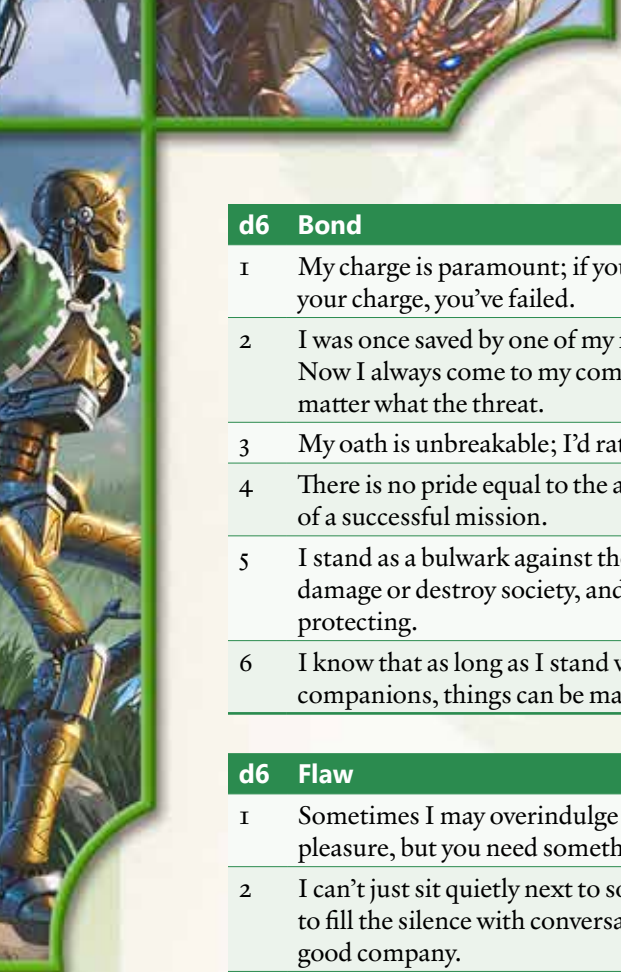 d6 Bond
1 My charge is paramount; if you
your charge, you've failed.
2 I was once saved by one of my
Now I always come to my com
matter what the threat.
3 My oath is unbreakable; I'd rat
4 There is no pride equal to the a
of a successful mission.
5 I stand as a bulwark against th
damage or destroy society, and
protecting.
6 I know that as long as I stand
companions, things can be ma
d6 Flaw
1 Sometimes I may overindulge
pleasure, but you need someth
2 I can't just sit quietly next to so
to fill the silence with conversa
good company.